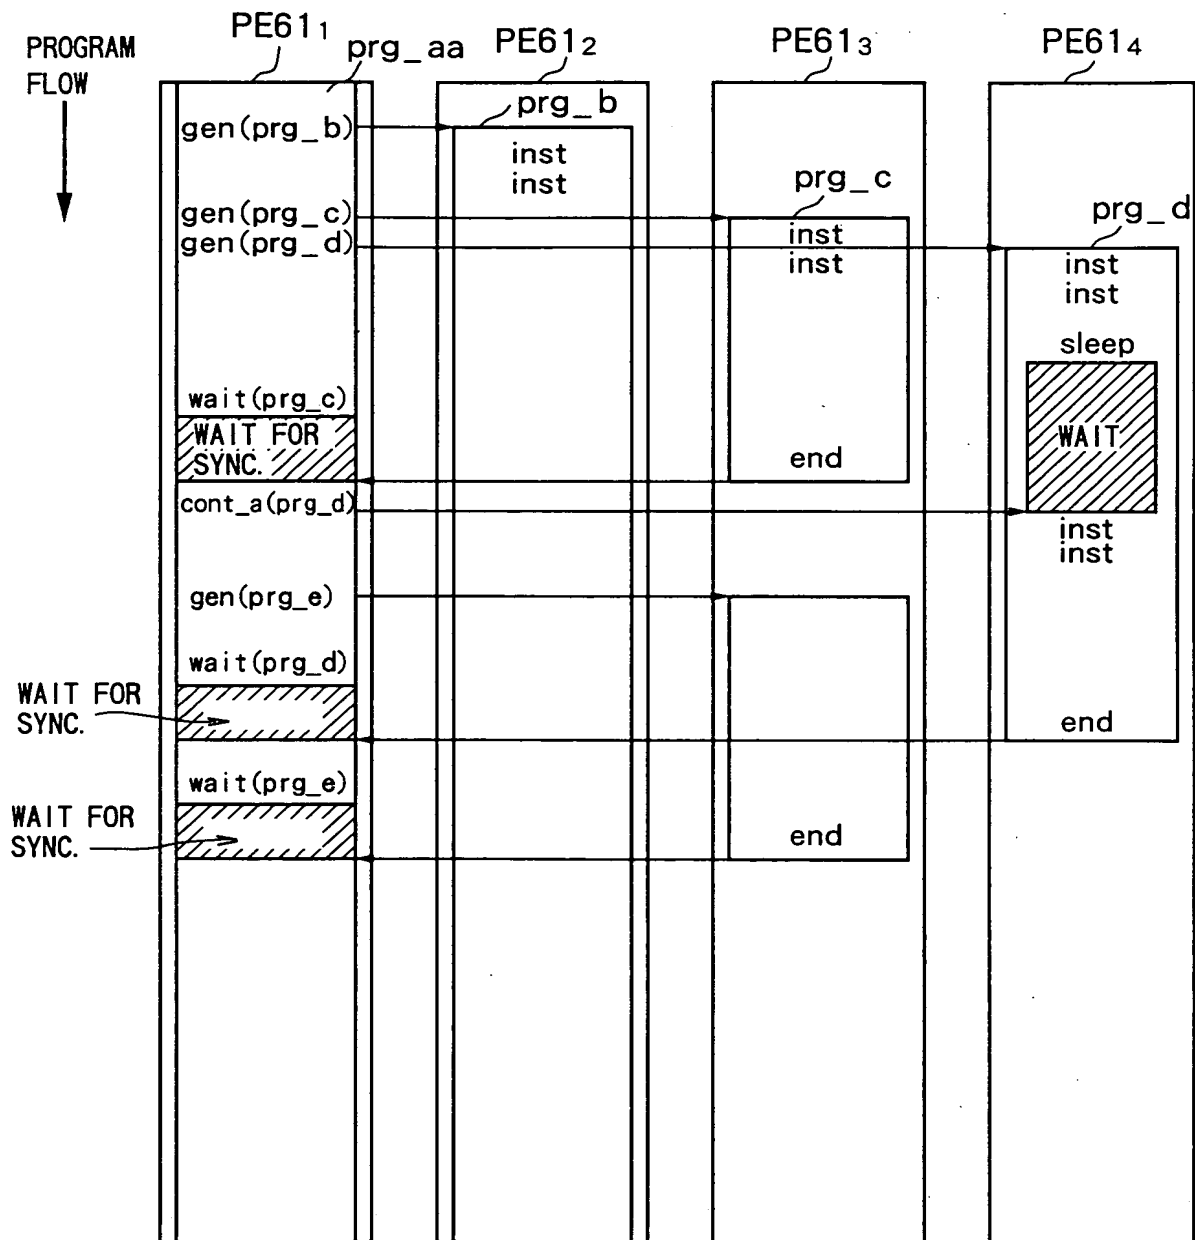 PROGRAM
FLOW
PE61₁
prg_aa
PE61₂
PE61₃
PE61₄
gen(prg_b)
prg_b
inst
inst
gen(prg_c)
prg_c
gen(prg_d)
prg_d
inst
inst
inst
inst
sleep
WAIT
wait(prg_c)
WAIT FOR
SYNC.
end
cont_a(prg_d)
inst
inst
gen(prg_e)
wait(prg_d)
WAIT FOR
SYNC.
end
wait(prg_e)
WAIT FOR
SYNC.
end